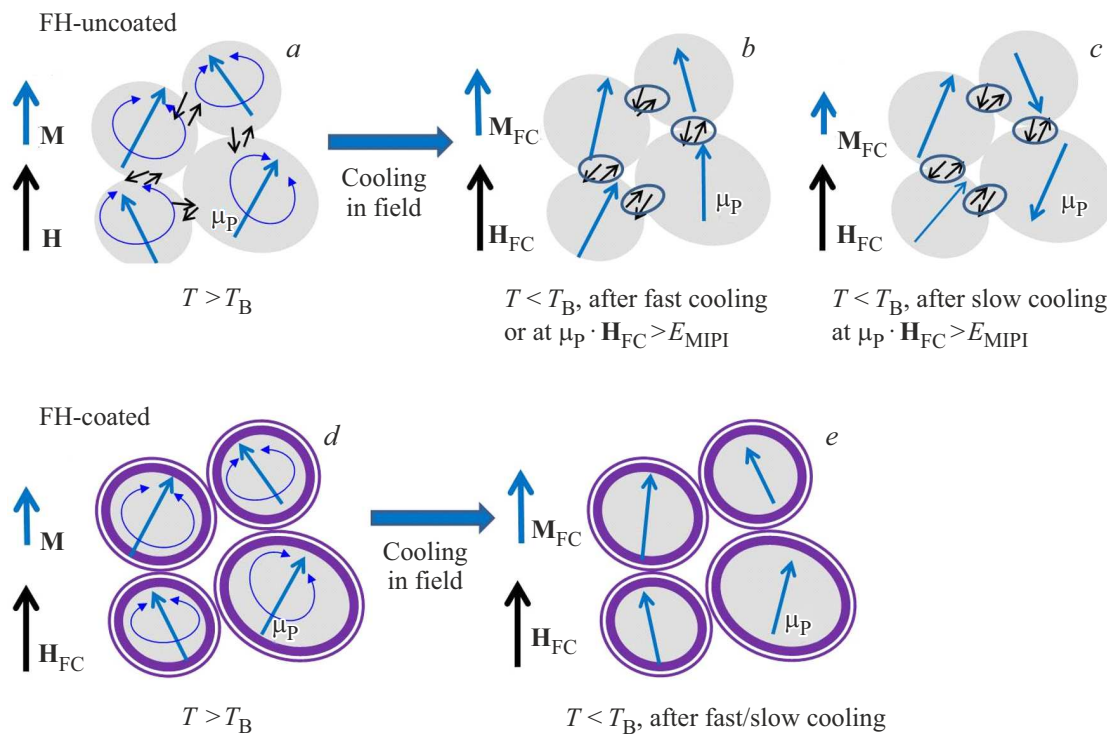 FH-uncoated
a
b
c
M
H
μP
Cooling
in field
MFC
HFC
μP
MFC
HFC
μP
T > TB
T < TB, after fast cooling
or at μP · HFC > EMIPI
T < TB, after slow cooling
at μP · HFC > EMIPI
FH-coated
d
e
M
HFC
μP
Cooling
in field
MFC
HFC
μP
T > TB
T < TB, after fast/slow cooling